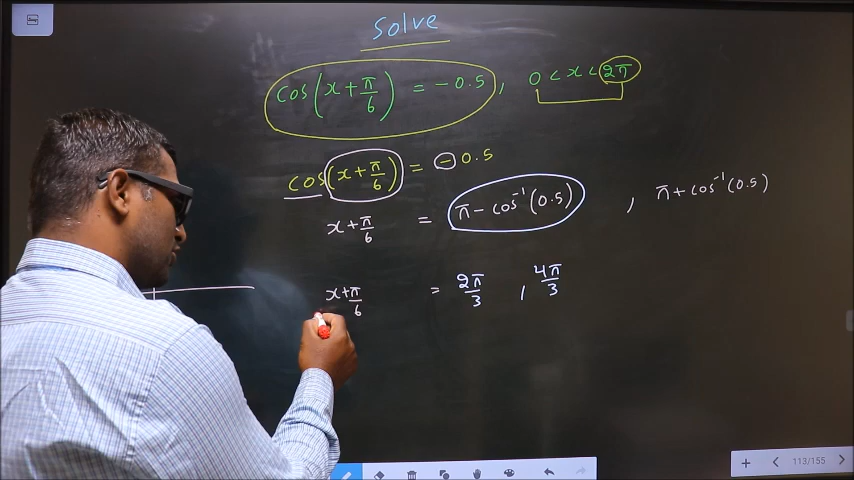 Solve
cos(x + π/6) = -0.5, 0 < x < 2π
cos(x + π/6) = -0.5
x + π/6 = π - cos⁻¹(0.5), π + cos⁻¹(0.5)
x + π/6 = 2π/3, 4π/3
113/155